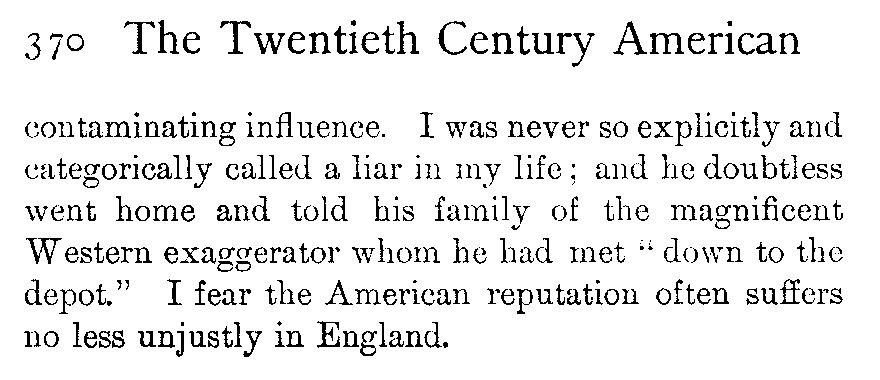 370 The Twentieth Century American
contaminating influence. I was never so explicitly and
categorically called a liar in my life; and he doubtless
went home and told his family of the magnificent
Western exaggerator whom he had met "down to the
depot." I fear the American reputation often suffers
no less unjustly in England.